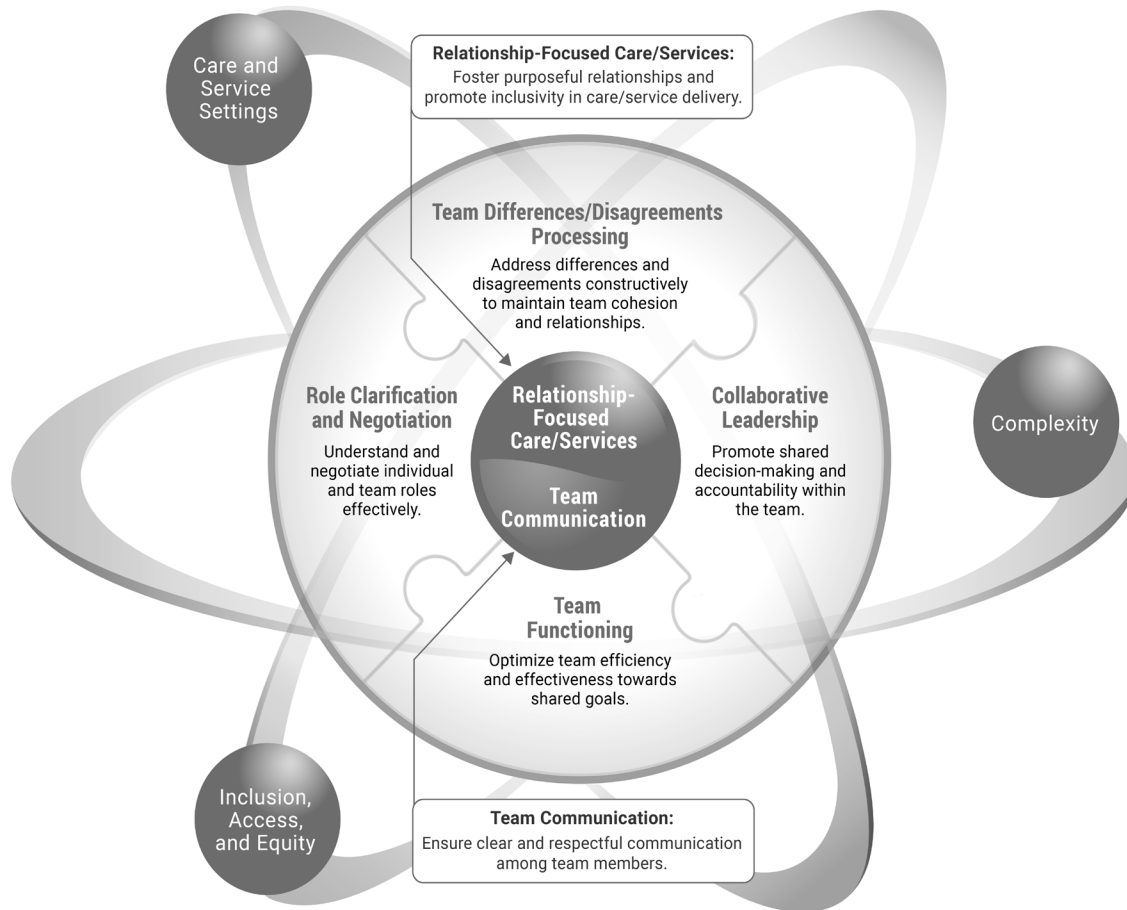 Care and
Service
Settings
Relationship-Focused Care/Services:
Foster purposeful relationships and
promote inclusivity in care/service delivery.
Team Differences/Disagreements
Processing
Address differences and
disagreements constructively
to maintain team cohesion
and relationships.
Role Clarification
and Negotiation
Understand and
negotiate individual
and team roles
effectively.
Relationship-
Focused
Care/Services
Team
Communication
Collaborative
Leadership
Promote shared
decision-making and
accountability within
the team.
Complexity
Team
Functioning
Optimize team efficiency
and effectiveness towards
shared goals.
Inclusion,
Access,
and Equity
Team Communication:
Ensure clear and respectful communication
among team members.